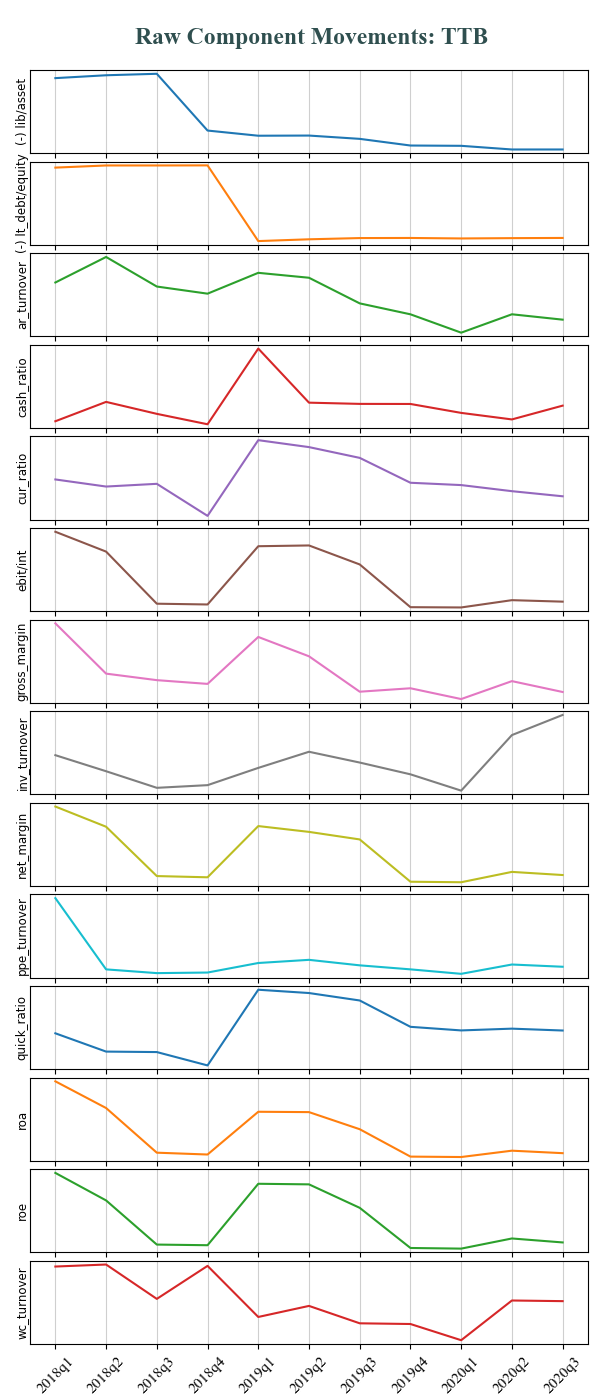 Raw Component Movements: TTB
(-) lib/asset
(-) lt_debt/equity
ar_turnover
cash_ratio
cur_ratio
ebit/int
gross_margin
inv_turnover
net_margin
ppe_turnover
quick_ratio
roa
roe
wc_turnover
2018q1 2018q2 2018q3 2018q4 2019q1 2019q2 2019q3 2019q4 2020q1 2020q2 2020q3